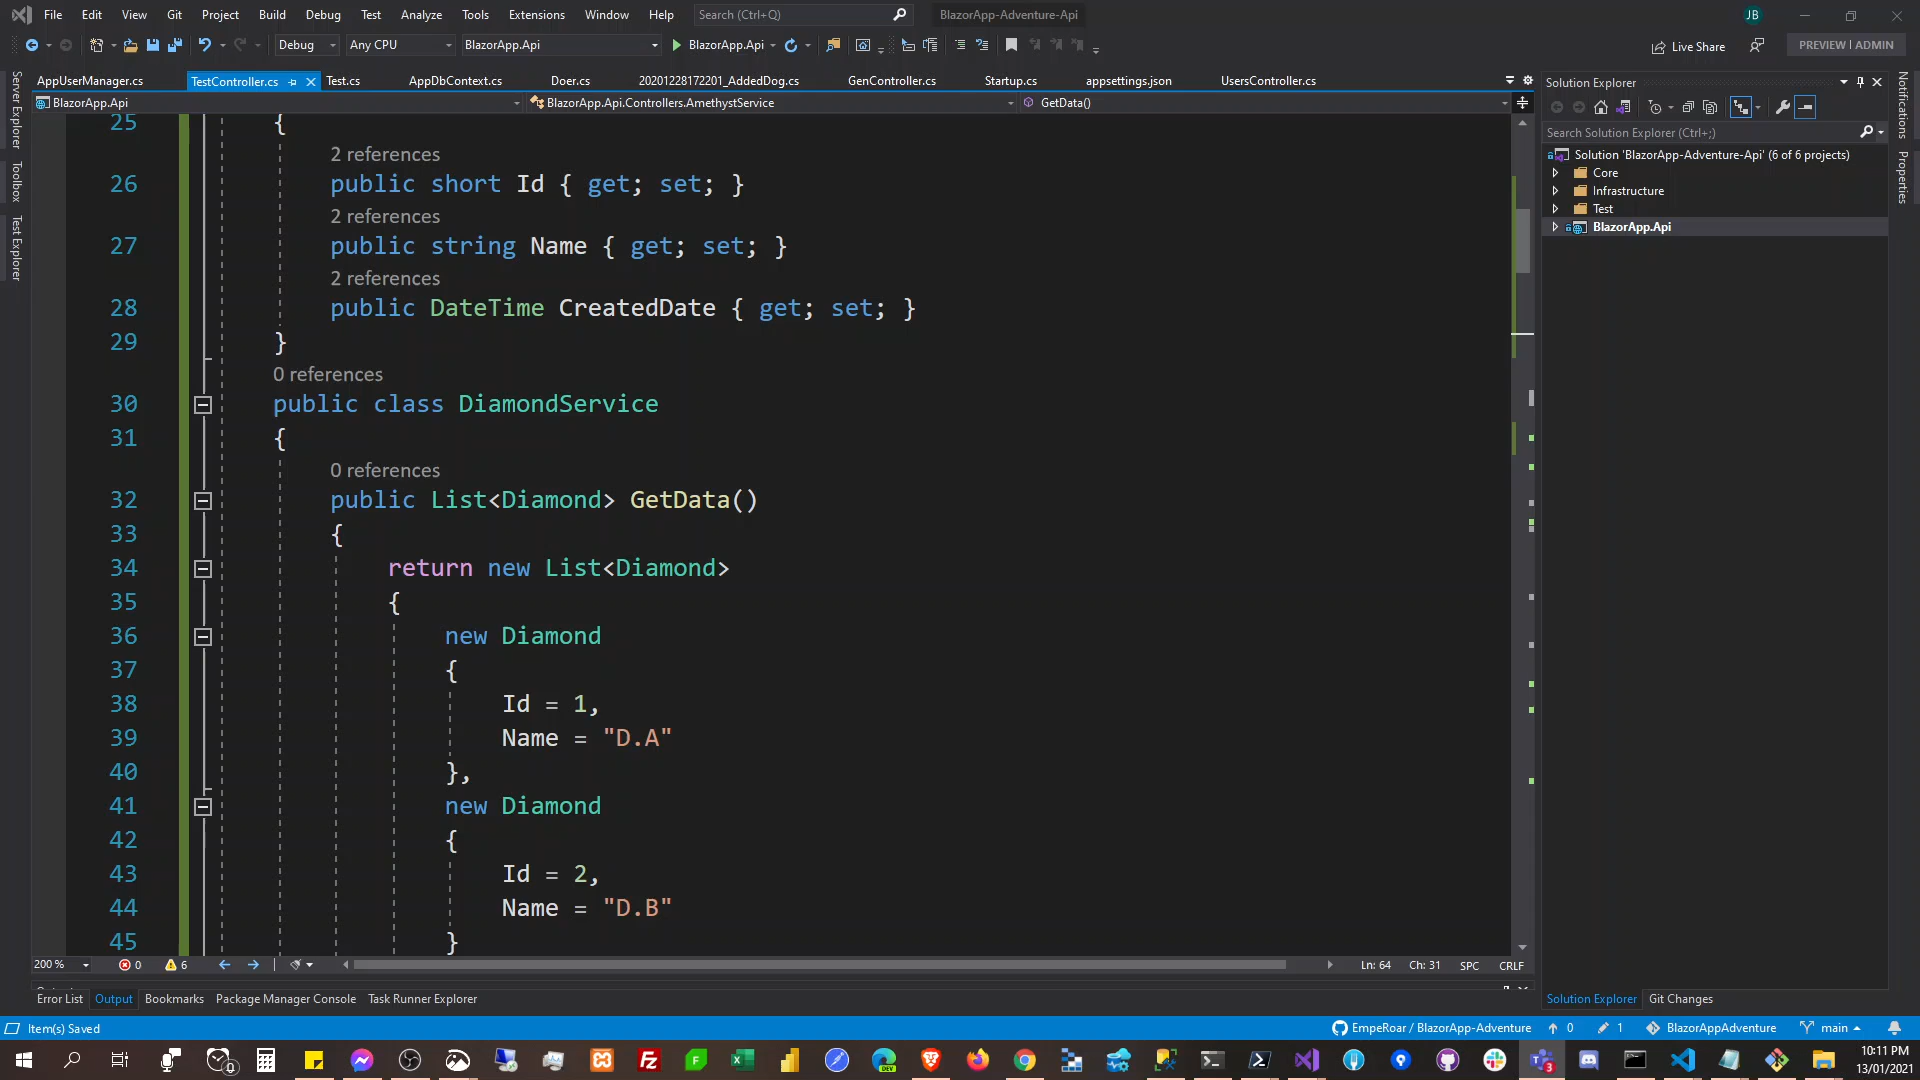 File Edit View Git Project Build Debug Test Analyze Tools Extensions Window Help Search (Ctrl+Q) BlazorApp-Adventure-Api JB
Debug Any CPU BlazorApp.Api BlazorApp.Api Live Share PREVIEW | ADMIN
AppUserManager.cs TestController.cs Test.cs AppDbContext.cs Doer.cs 20201228172201_AddedDog.cs GenController.cs Startup.cs appsettings.json UsersController.cs
BlazorApp.Api BlazorApp.Api.Controllers.AmethystService GetData()
Server Explorer
Toolbox
Test Explorer
25 {
2 references
26 public short Id { get; set; }
2 references
27 public string Name { get; set; }
2 references
28 public DateTime CreatedDate { get; set; }
29 }
0 references
30 public class DiamondService
31 {
0 references
32 public List<Diamond> GetData()
33 {
34 return new List<Diamond>
35 {
36 new Diamond
37 {
38 Id = 1,
39 Name = "D.A"
40 },
41 new Diamond
42 {
43 Id = 2,
44 Name = "D.B"
45 }
200 % 0 6 Ln: 64 Ch: 31 SPC CRLF
Error List Output Bookmarks Package Manager Console Task Runner Explorer
Solution Explorer
Search Solution Explorer (Ctrl+;)
Solution 'BlazorApp-Adventure-Api' (6 of 6 projects)
Core
Infrastructure
Test
BlazorApp.Api
Solution Explorer Git Changes
Notifications
Properties
Item(s) Saved EmpeRoar / BlazorApp-Adventure 0 1 BlazorAppAdventure main
10:11 PM
13/01/2021